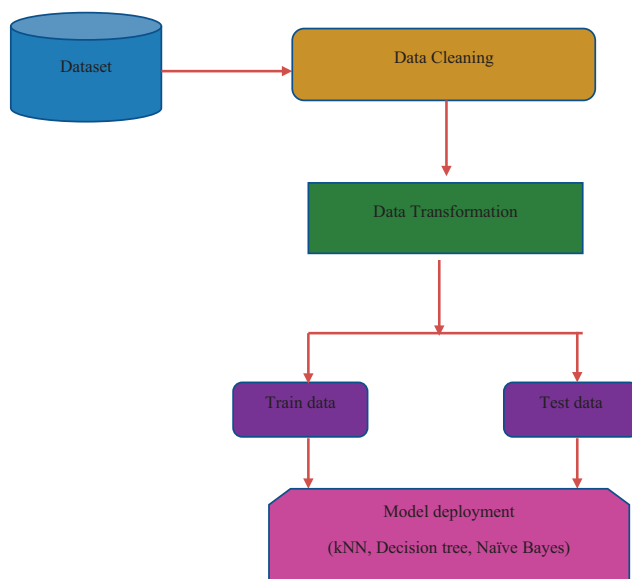 Dataset
Data Cleaning
Data Transformation
Train data
Test data
Model deployment
(kNN, Decision tree, Naïve Bayes)